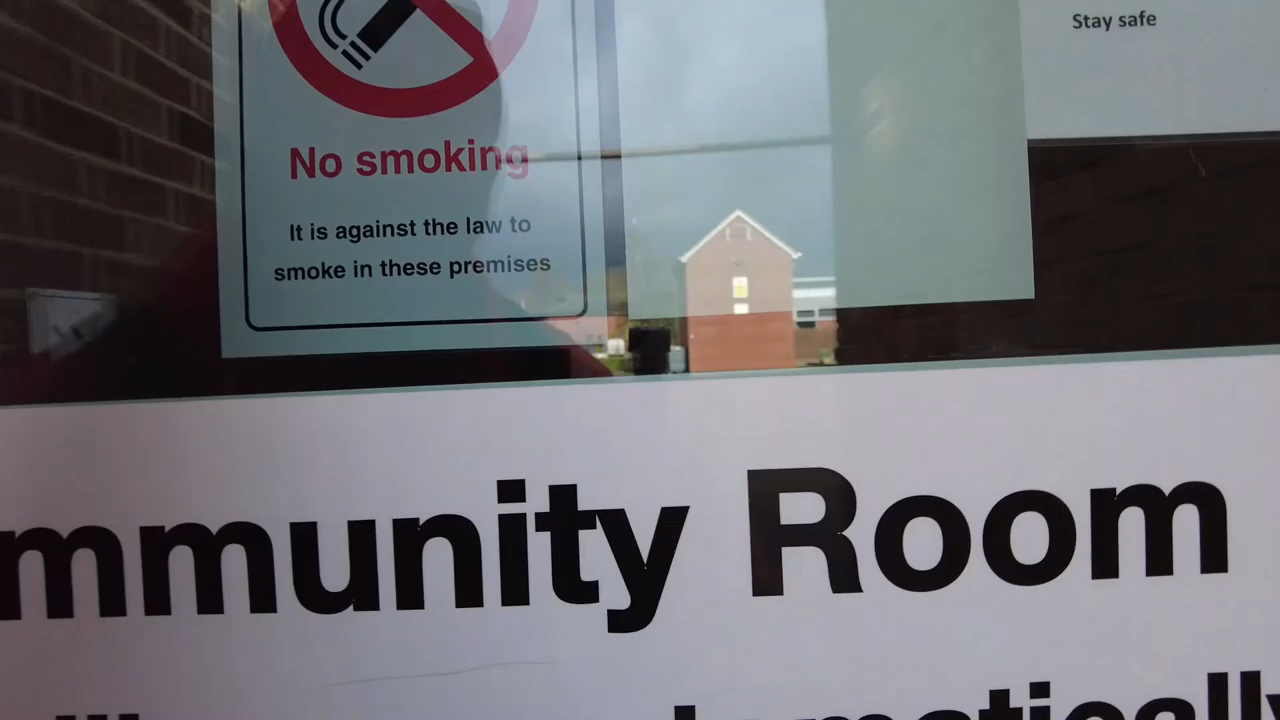 Stay safe
No smoking
It is against the law to
smoke in these premises
mmunity Room